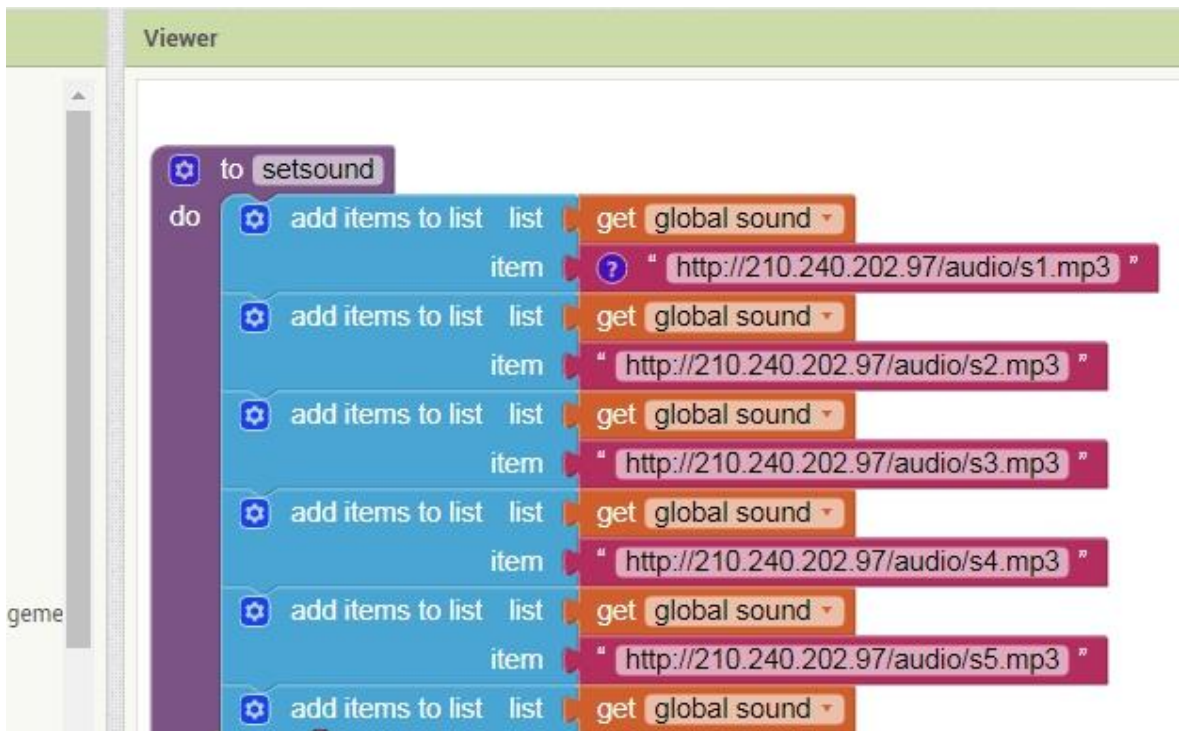 Viewer
to setsound
do add items to list list get global sound
item ? " http://210.240.202.97/audio/s1.mp3 "
add items to list list get global sound
item " http://210.240.202.97/audio/s2.mp3 "
add items to list list get global sound
item " http://210.240.202.97/audio/s3.mp3 "
add items to list list get global sound
item " http://210.240.202.97/audio/s4.mp3 "
add items to list list get global sound
geme
item " http://210.240.202.97/audio/s5.mp3 "
add items to list list get global sound